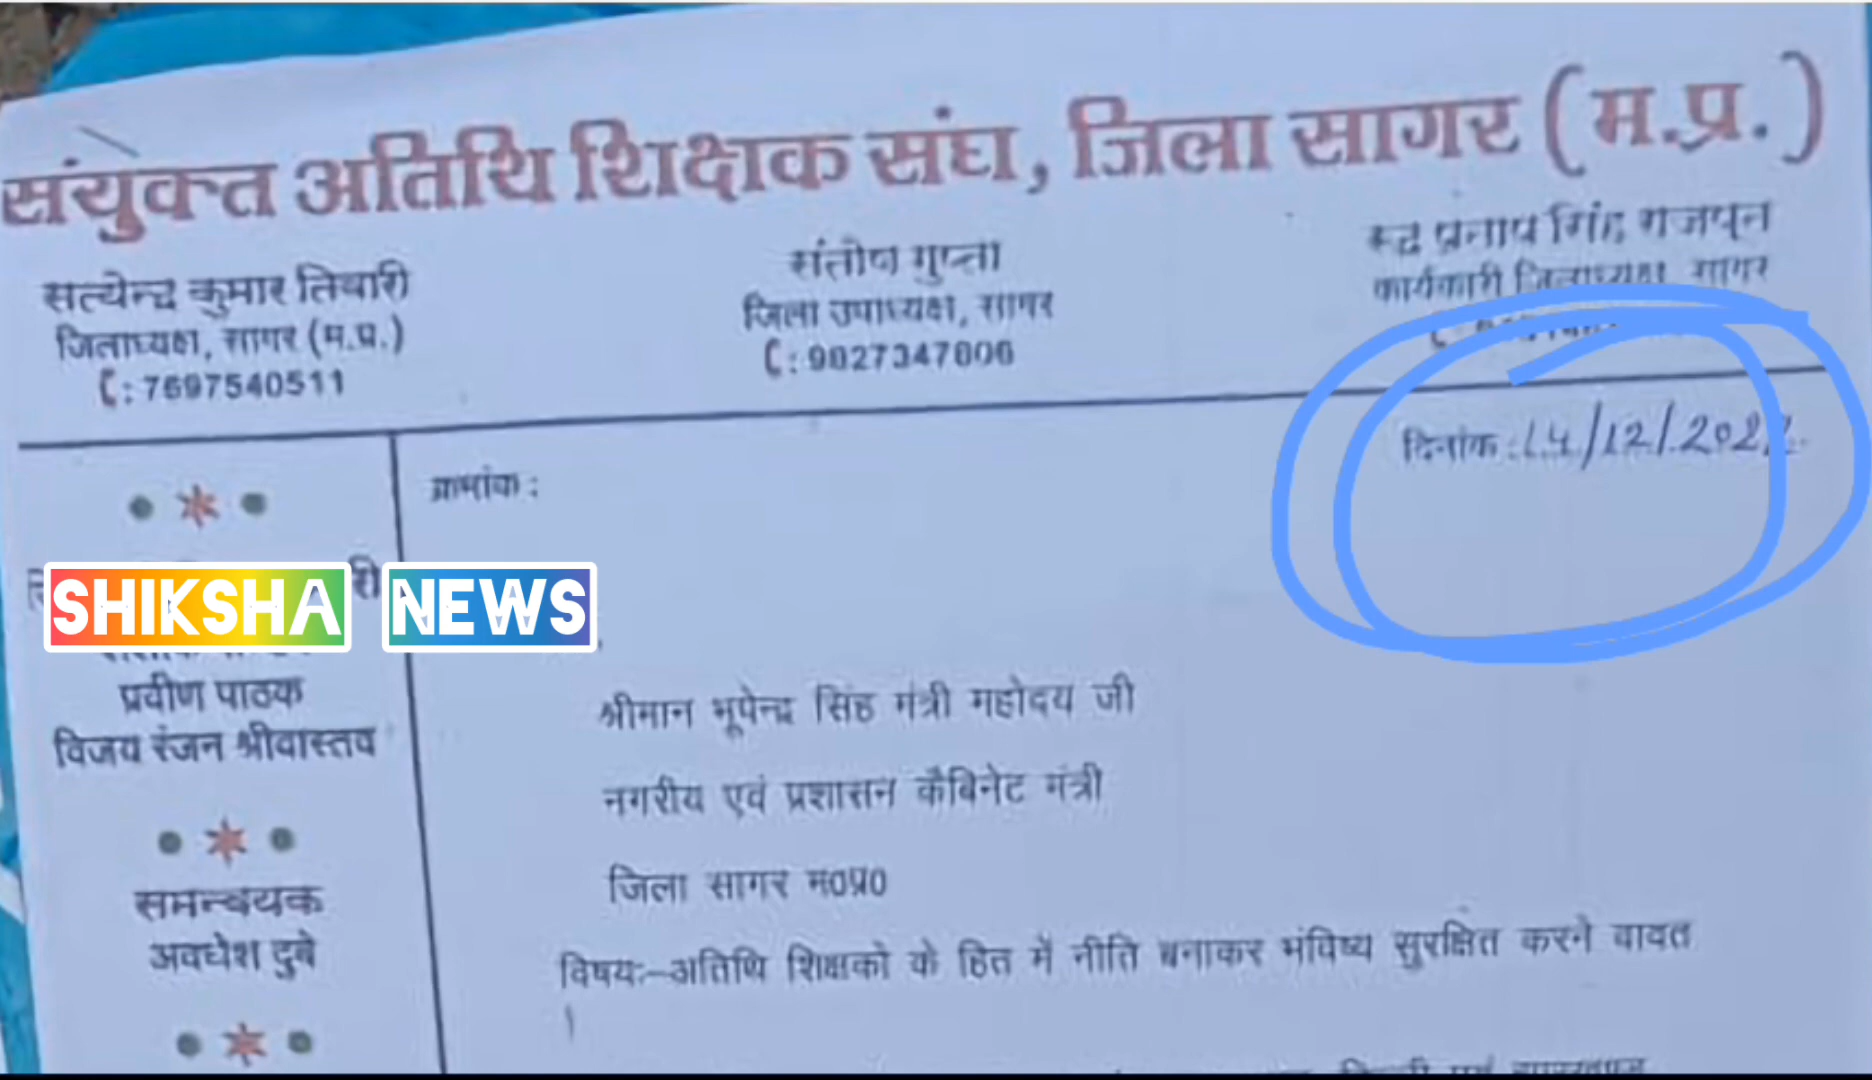 संयुक्त अतिथि शिक्षक संघ, जिला सागर (म.प्र.)
सत्येन्द्र कुमार तिवारी
जिलाध्यक्ष, सागर (म.प्र.)
: 7697540511
संतोष गुप्ता
जिला उपाध्यक्ष, सागर
रूद्र प्रताप सिंह राजपूत
कार्यकारी जिलाध्यक्ष, सागर
दिनांक : 14/12/2022
क्रमांक :
SHIKSHA NEWS
प्रवीण पाठक
विजय रंजन श्रीवास्तव
समन्वयक
अवधेश दुबे
श्रीमान भूपेन्द्र सिंह मंत्री महोदय जी
नगरीय एवं प्रशासन कैबिनेट मंत्री
जिला सागर म0प्र0
विषयः–अतिथि शिक्षको के हित में नीति बनाकर भंविष्य सुरक्षित करने वावत
।